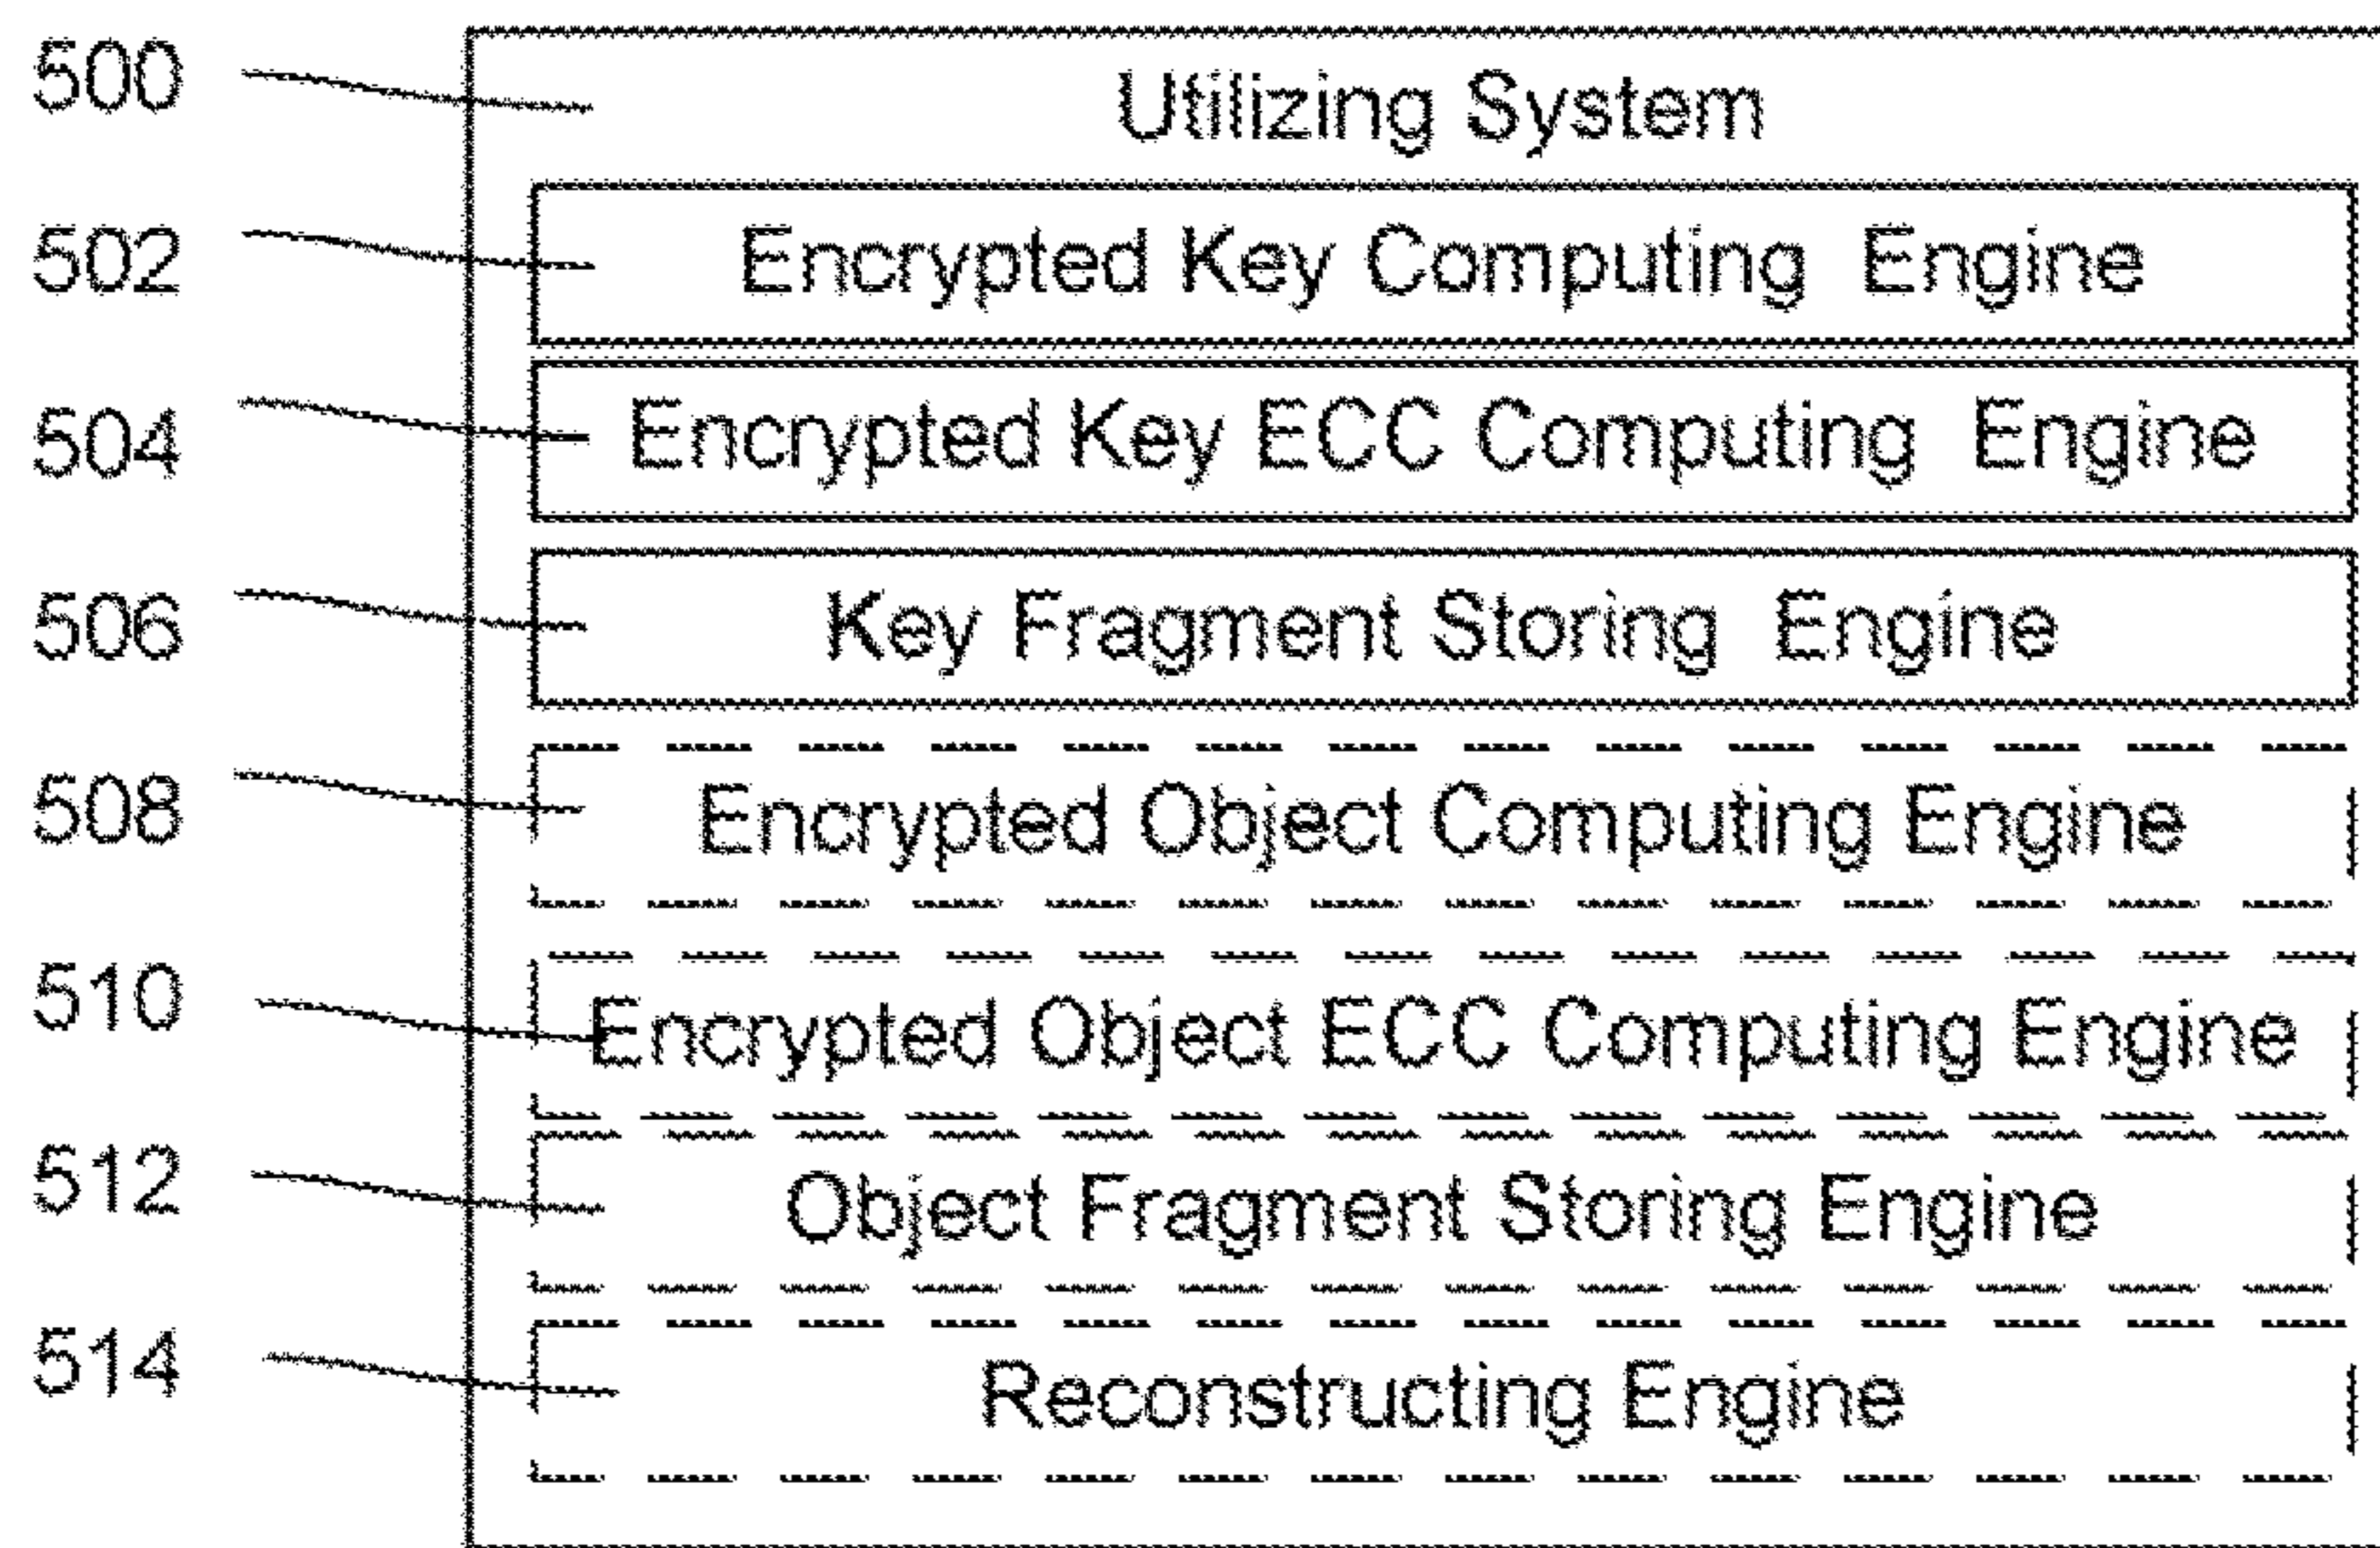 500 Utilizing System
502 Encrypted Key Computing Engine
504 Encrypted Key ECC Computing Engine
506 Key Fragment Storing Engine
508 Encrypted Object Computing Engine
510 Encrypted Object ECC Computing Engine
512 Object Fragment Storing Engine
514 Reconstructing Engine